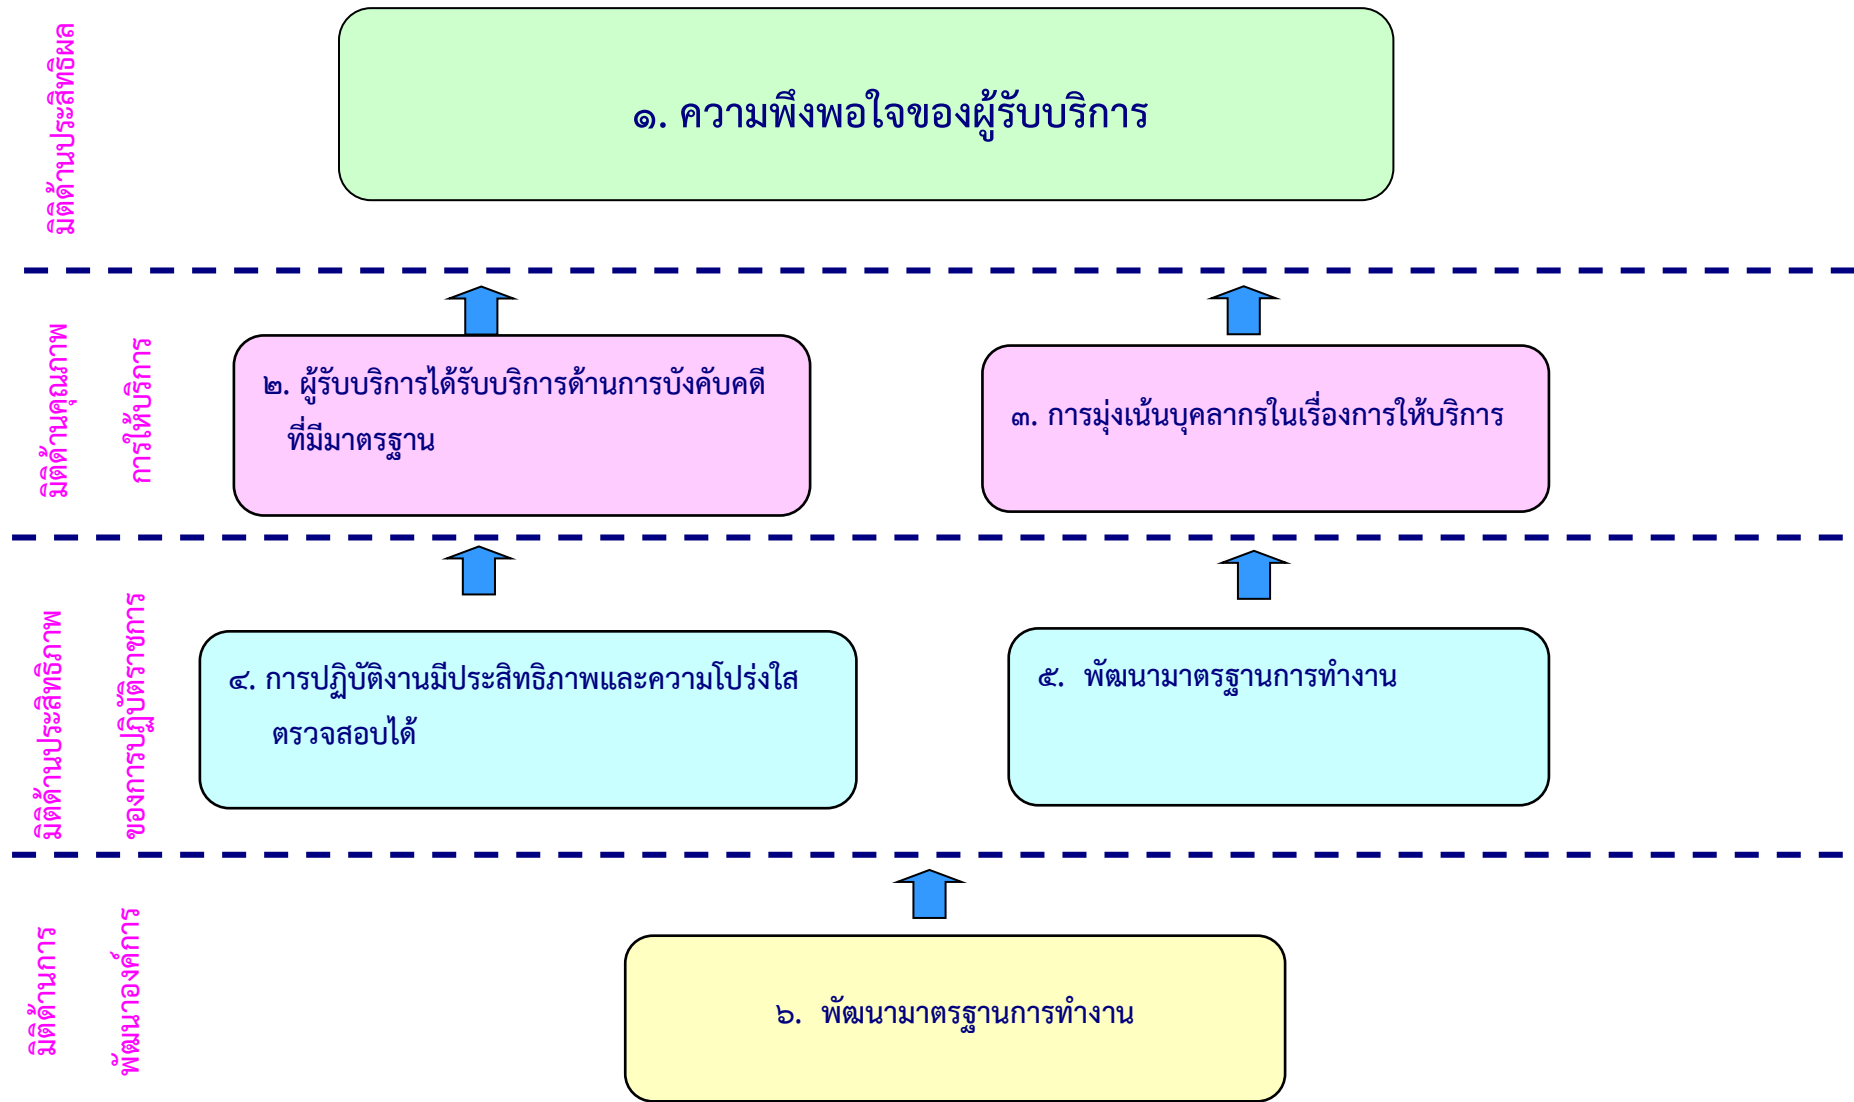 มิติด้านประสิทธิผล
๑. ความพึงพอใจของผู้รับบริการ
มิติด้านคุณภาพ
การให้บริการ
๒. ผู้รับบริการได้รับบริการด้านการบังคับคดี
ที่มีมาตรฐาน
๓. การมุ่งเน้นบุคลากรในเรื่องการให้บริการ
มิติด้านประสิทธิภาพ
ของการปฏิบัติราชการ
๔. การปฏิบัติงานมีประสิทธิภาพและความโปร่งใส
ตรวจสอบได้
๕. พัฒนามาตรฐานการทำงาน
มิติด้านการ
พัฒนาองค์การ
๖. พัฒนามาตรฐานการทำงาน